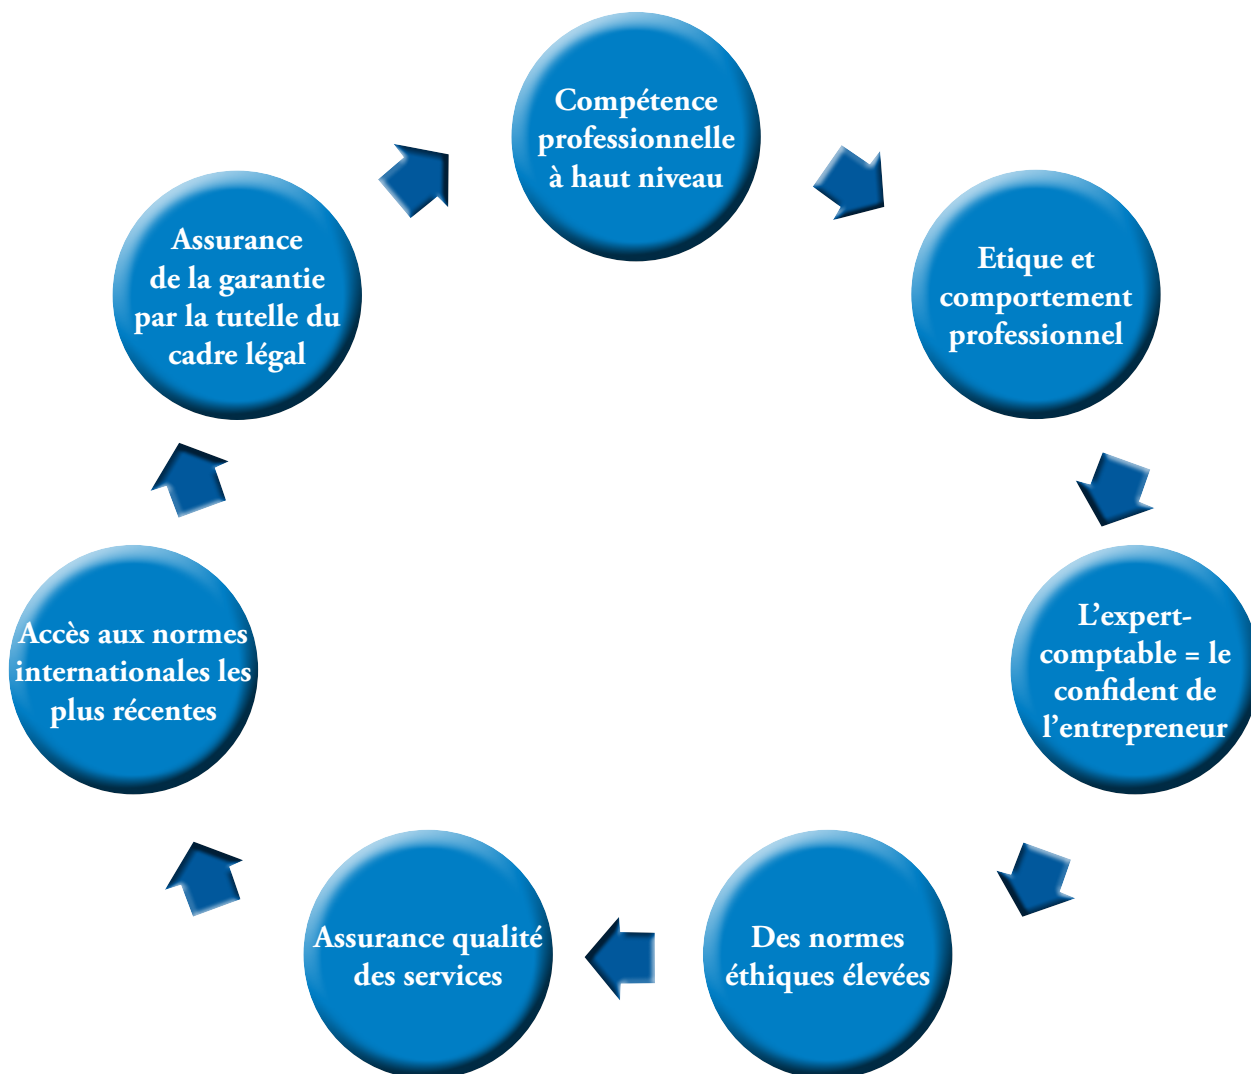 Compétence
professionnelle
à haut niveau
Etique et
comportement
professionnel
L’expert-
comptable = le
confident de
l’entrepreneur
Des normes
éthiques élevées
Assurance qualité
des services
Accès aux normes
internationales les
plus récentes
Assurance
de la garantie
par la tutelle du
cadre légal